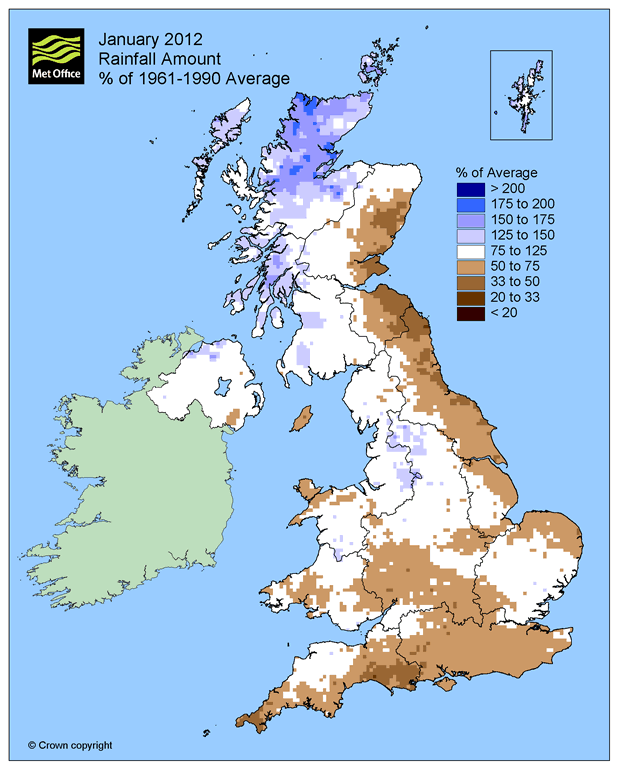 January 2012
Rainfall Amount
% of 1961-1990 Average
Met Office
% of Average
> 200
175 to 200
150 to 175
125 to 150
75 to 125
50 to 75
33 to 50
20 to 33
< 20
© Crown copyright